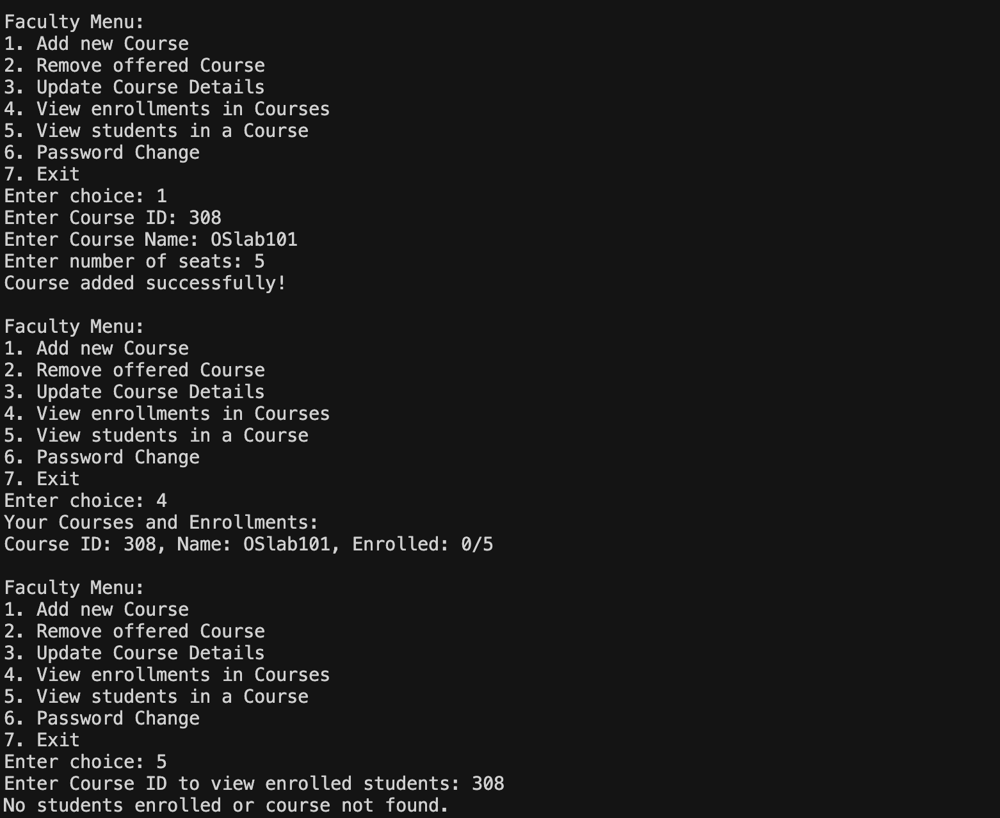 Faculty Menu:
1. Add new Course
2. Remove offered Course
3. Update Course Details
4. View enrollments in Courses
5. View students in a Course
6. Password Change
7. Exit
Enter choice: 1
Enter Course ID: 308
Enter Course Name: OSlab101
Enter number of seats: 5
Course added successfully!

Faculty Menu:
1. Add new Course
2. Remove offered Course
3. Update Course Details
4. View enrollments in Courses
5. View students in a Course
6. Password Change
7. Exit
Enter choice: 4
Your Courses and Enrollments:
Course ID: 308, Name: OSlab101, Enrolled: 0/5

Faculty Menu:
1. Add new Course
2. Remove offered Course
3. Update Course Details
4. View enrollments in Courses
5. View students in a Course
6. Password Change
7. Exit
Enter choice: 5
Enter Course ID to view enrolled students: 308
No students enrolled or course not found.